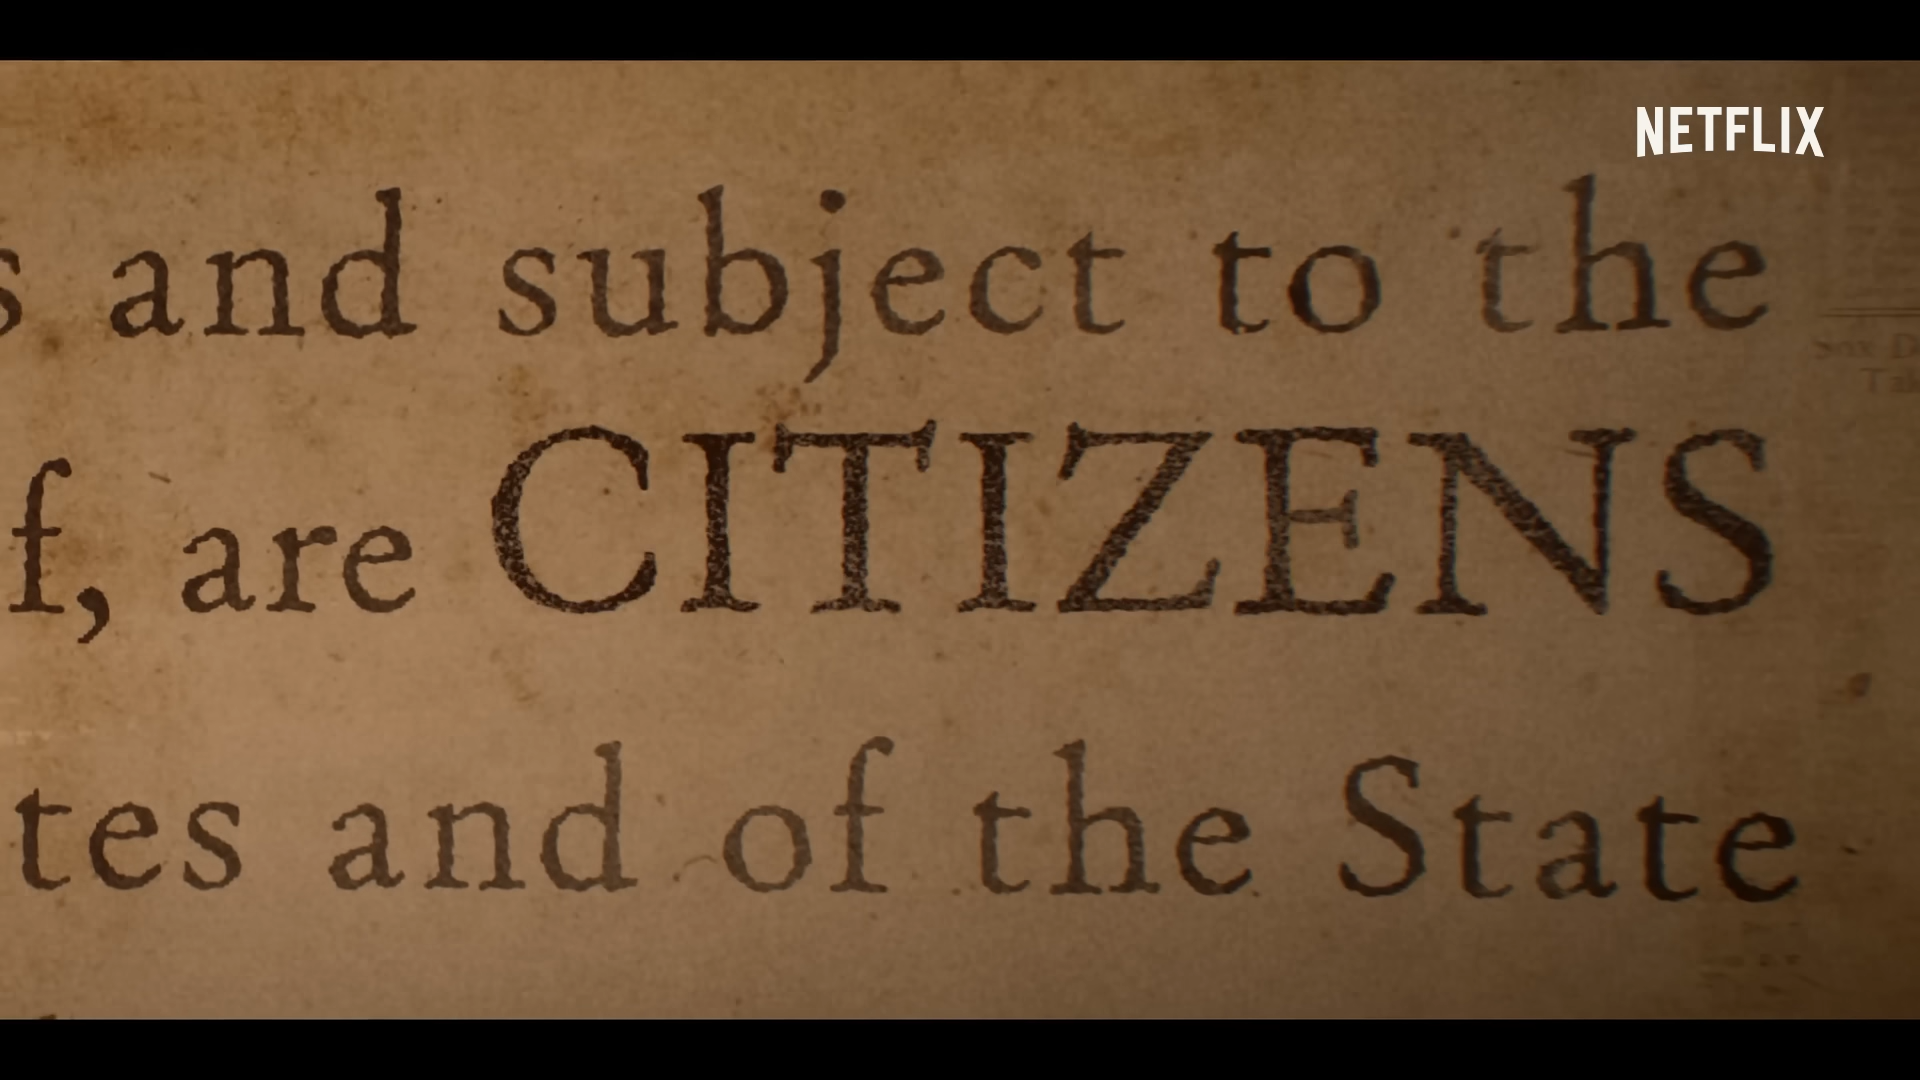 NETFLIX
s and subject to the
f, are CITIZENS
tes and of the State